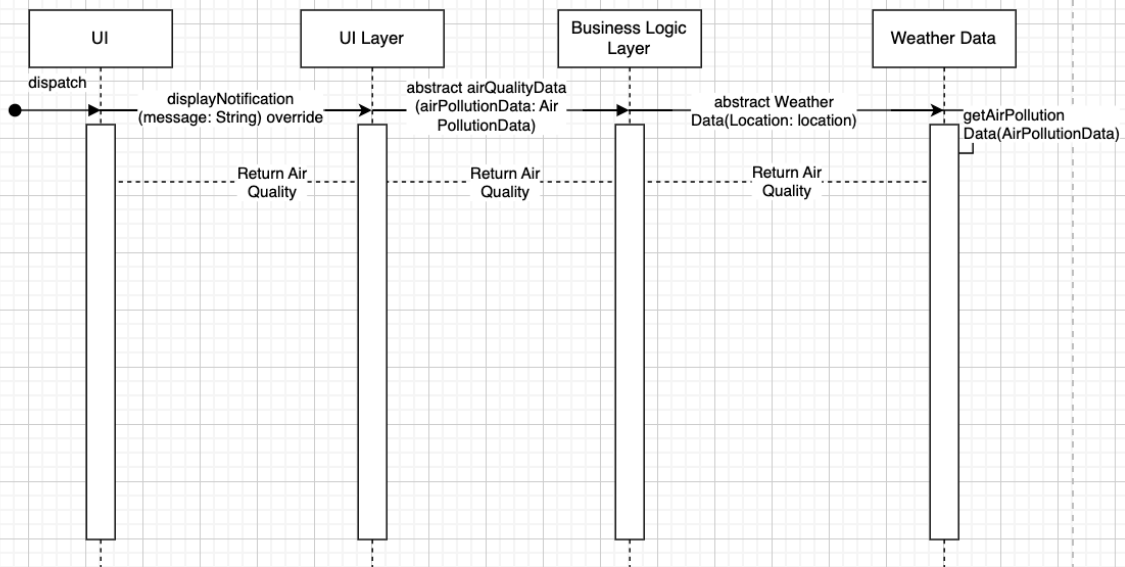 UI
UI Layer
Business Logic
Layer
Weather Data
dispatch
displayNotification
(message: String) override
abstract airQualityData
(airPollutionData: Air
PollutionData)
abstract Weather
Data(Location: location)
getAirPollution
Data(AirPollutionData)
Return Air
Quality
Return Air
Quality
Return Air
Quality